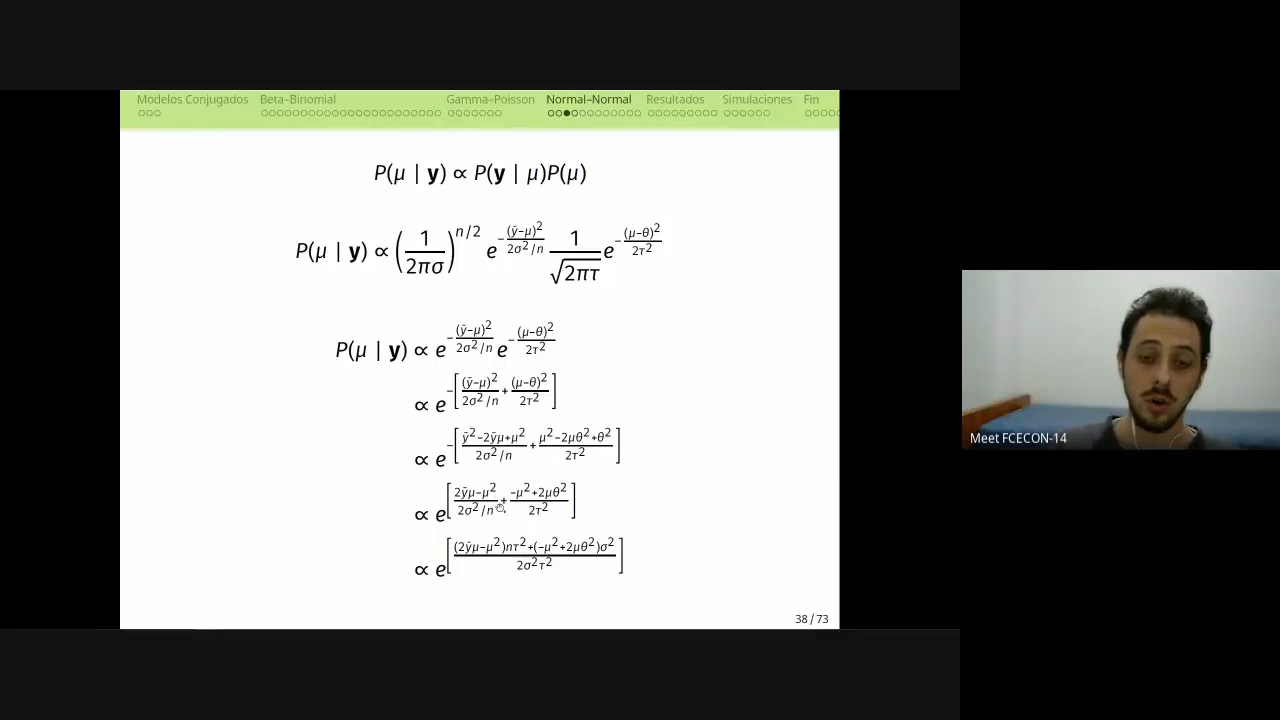 Modelos Conjugados Beta–Binomial Gamma–Poisson Normal–Normal Resultados Simulaciones Fin
P(μ | y) ∝ P(y | μ)P(μ)
P(μ | y) ∝ (1/2πσ)^{n/2} e^{−(ȳ−μ)²/(2σ²/n)} 1/√(2πτ) e^{−(μ−θ)²/(2τ²)}
P(μ | y) ∝ e^{−(ȳ−μ)²/(2σ²/n)} e^{−(μ−θ)²/(2τ²)}
∝ e^{−[(ȳ−μ)²/(2σ²/n) + (μ−θ)²/(2τ²)]}
∝ e^{−[(ȳ²−2ȳμ+μ²)/(2σ²/n) + (μ²−2μθ²+θ²)/(2τ²)]}
∝ e^{[(2ȳμ−μ²)/(2σ²/n) + (−μ²+2μθ²)/(2τ²)]}
∝ e^{[((2ȳμ−μ²)nτ²+(−μ²+2μθ²)σ²)/(2σ²τ²)]}
38 / 73
Meet FCECON-14